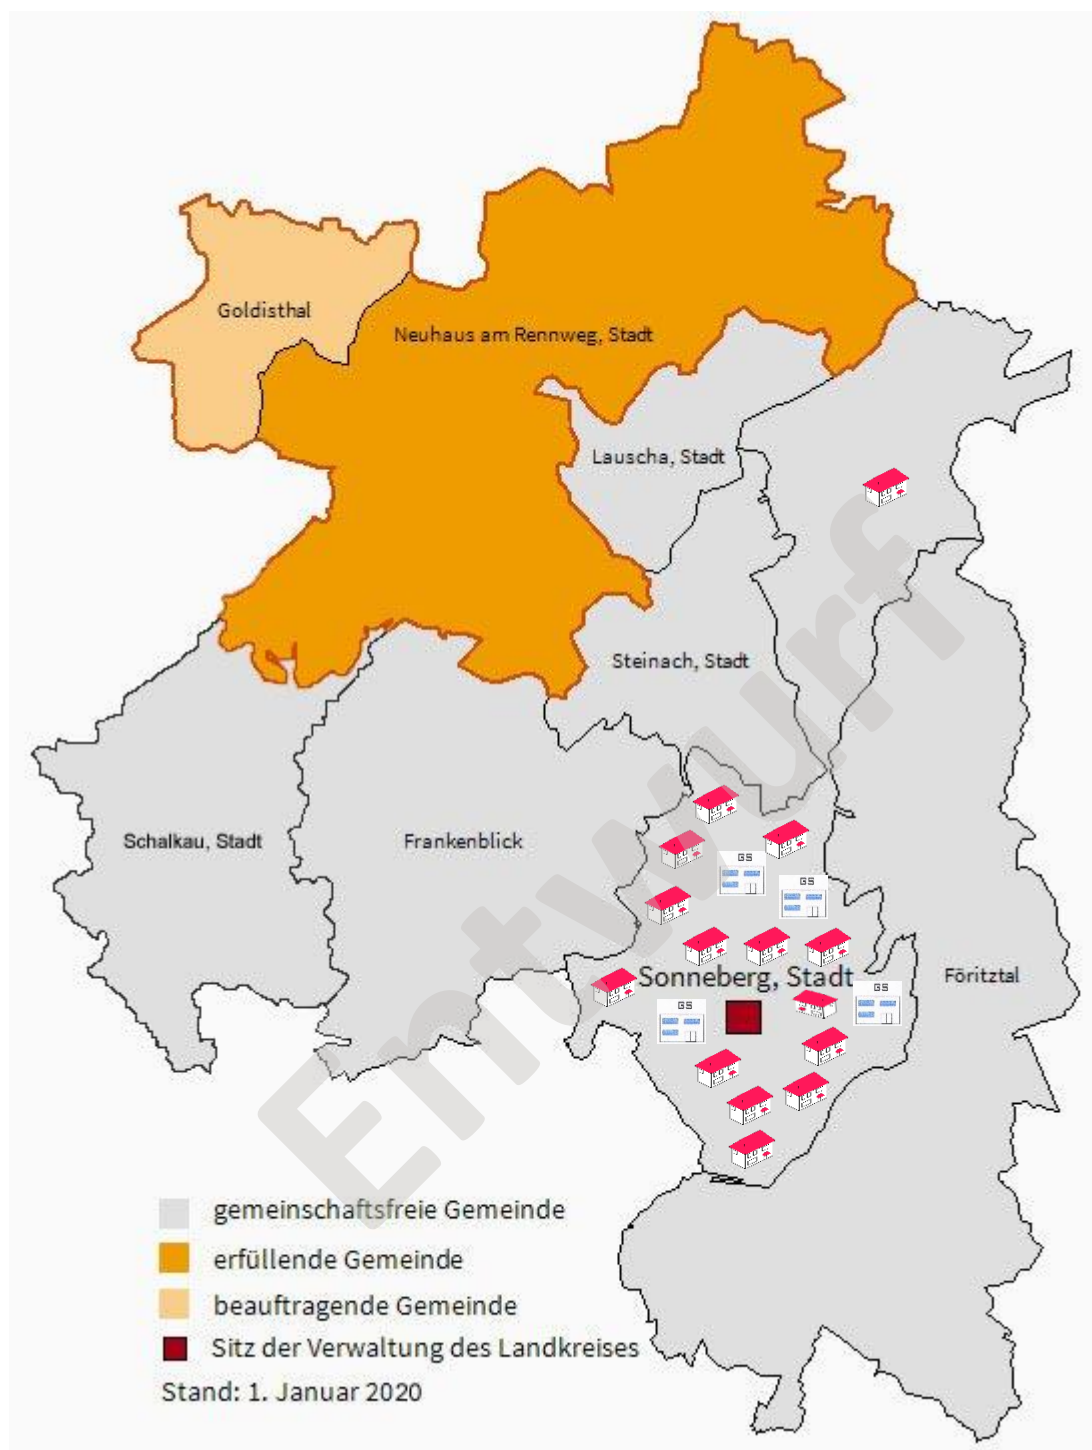 Goldisthal
Neuhaus am Rennweg, Stadt
Lauscha, Stadt
Steinach, Stadt
Schalkau, Stadt
Frankenblick
GS
GS
Sonneberg, Stadt
Föritztal
GS
GS
Entwurf
gemeinschaftsfreie Gemeinde
erfüllende Gemeinde
beauftragende Gemeinde
Sitz der Verwaltung des Landkreises
Stand: 1. Januar 2020